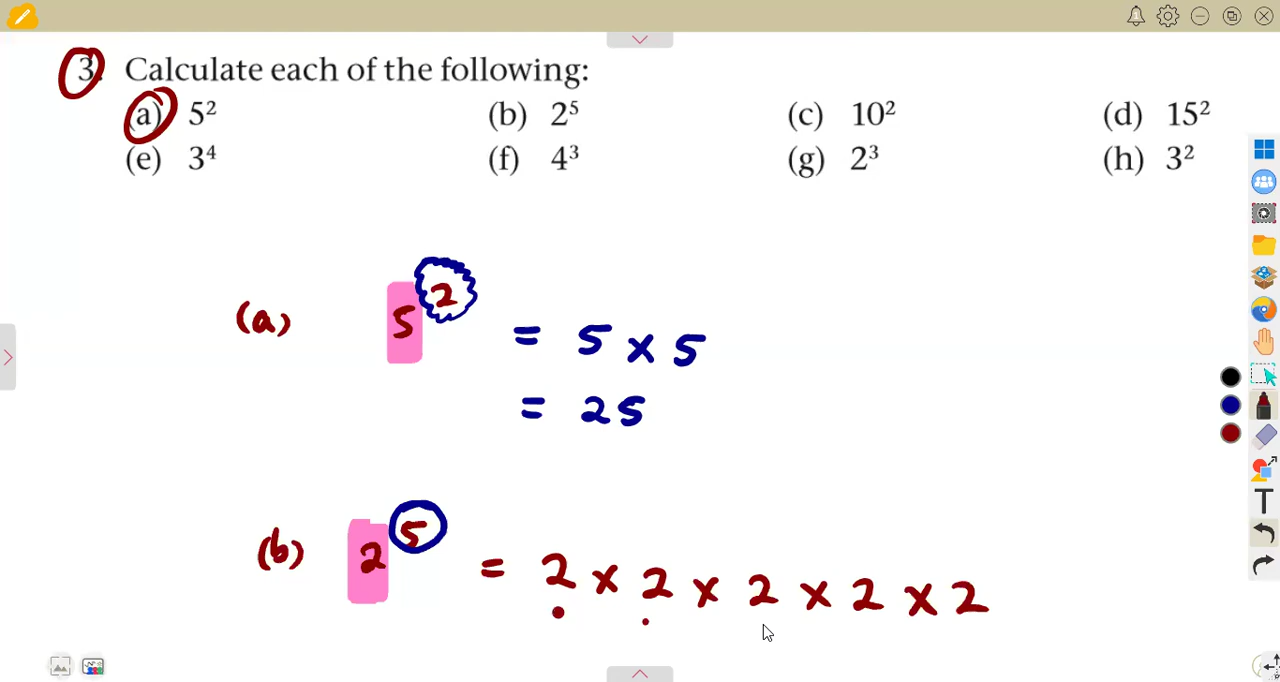 3. Calculate each of the following:
(a) 5² (b) 2⁵ (c) 10² (d) 15²
(e) 3⁴ (f) 4³ (g) 2³ (h) 3²
(a) 5² = 5 × 5
= 25
(b) 2⁵ = 2 × 2 × 2 × 2 × 2